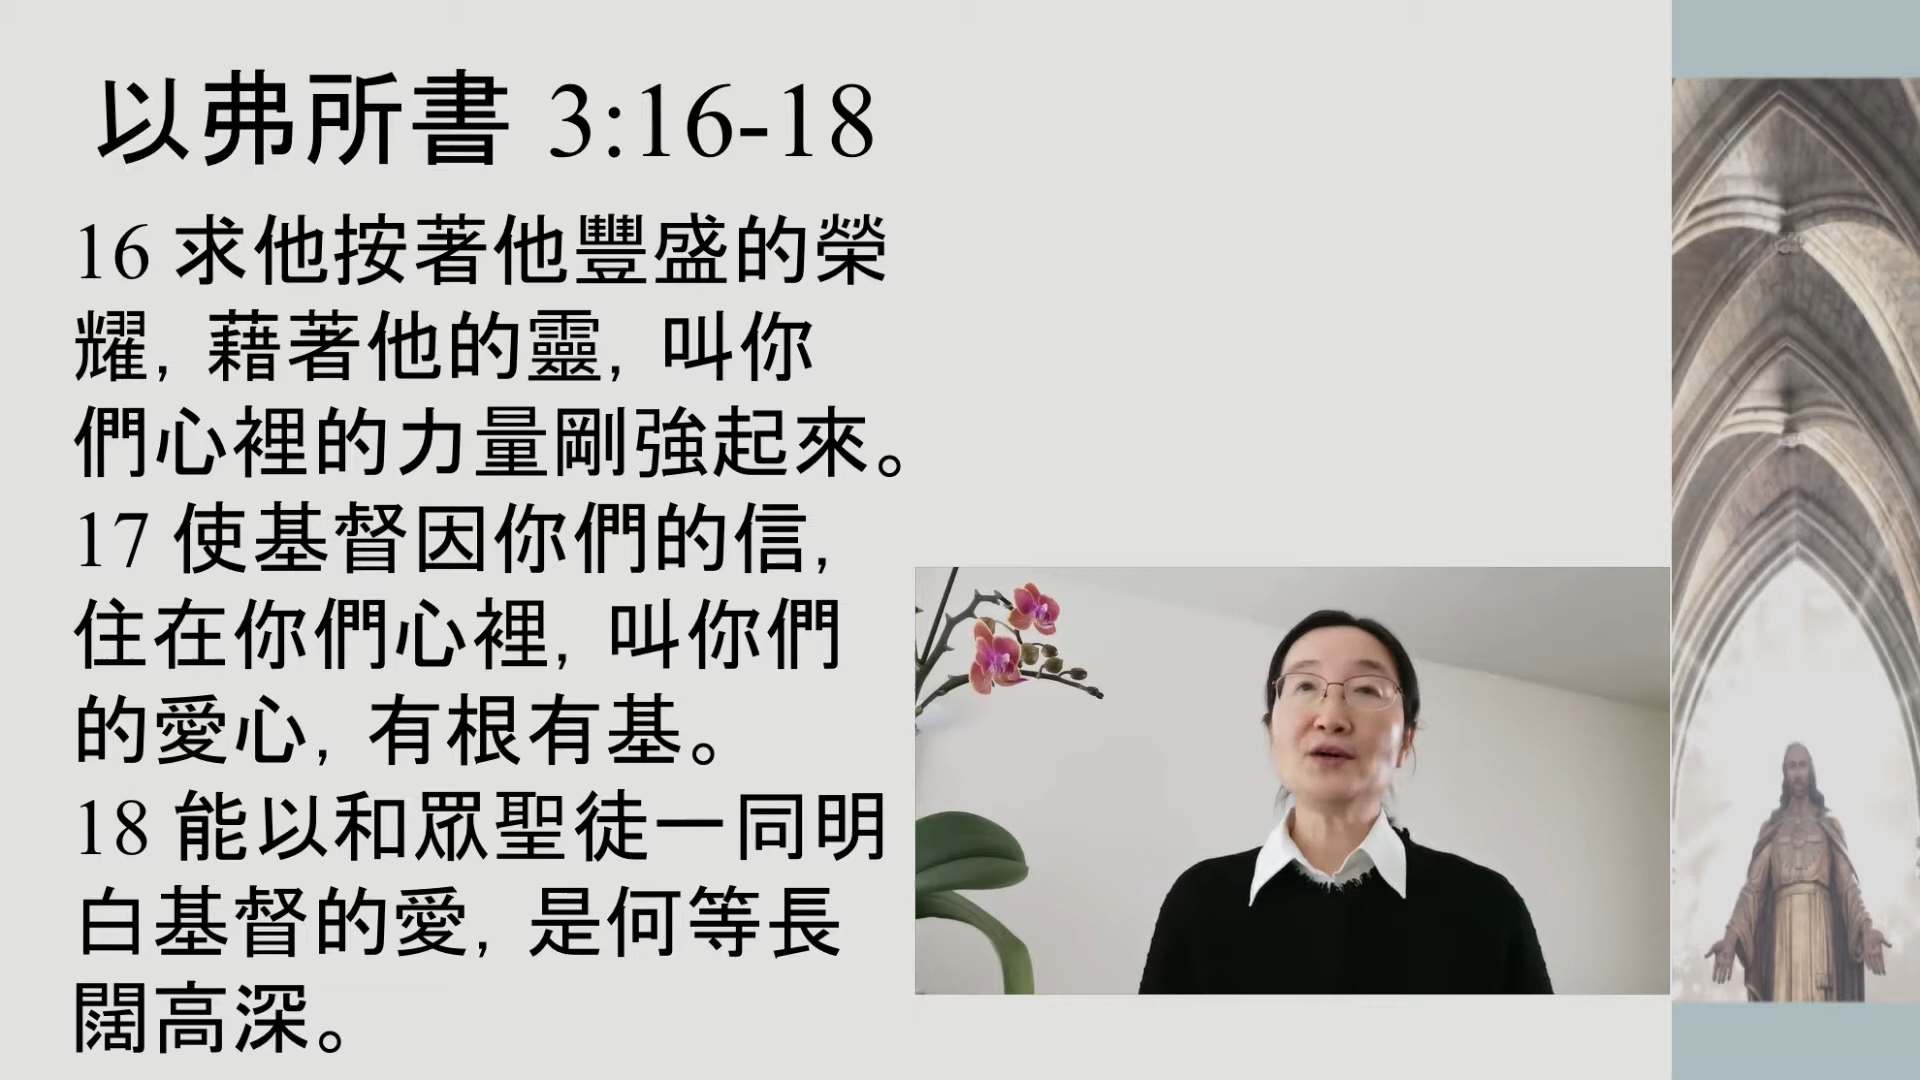 以弗所書 3:16-18
16 求他按著他豐盛的榮
耀, 藉著他的靈, 叫你
們心裡的力量剛強起來。
17 使基督因你們的信,
住在你們心裡, 叫你們
的愛心, 有根有基。
18 能以和眾聖徒一同明
白基督的愛, 是何等長
闊高深。